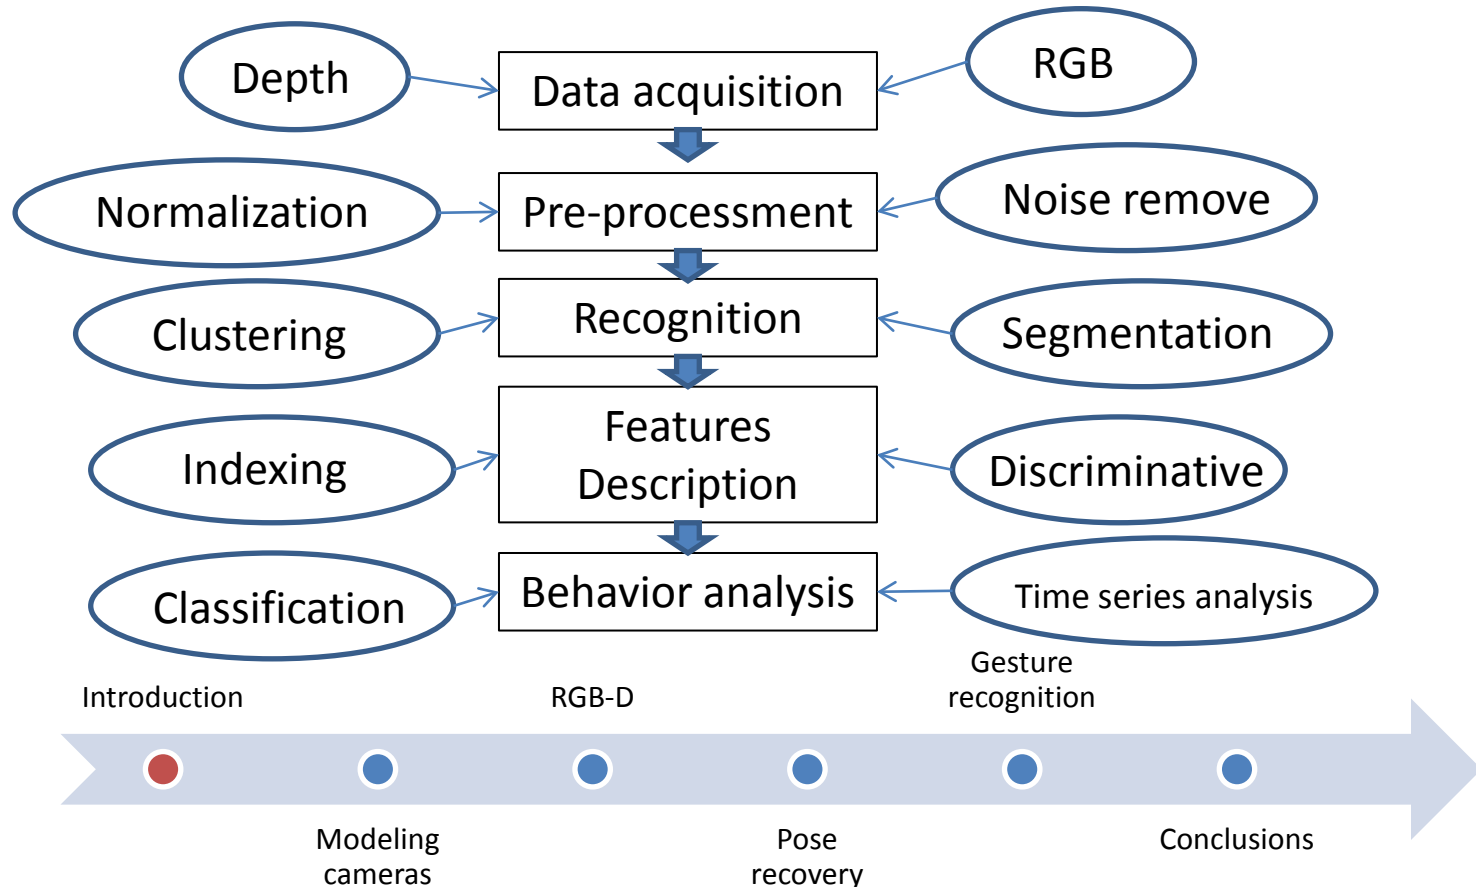 Depth
Data acquisition
RGB
Normalization
Pre-processment
Noise remove
Clustering
Recognition
Segmentation
Indexing
Features
Description
Discriminative
Classification
Behavior analysis
Time series analysis
Introduction
RGB-D
Gesture
recognition
Modeling
cameras
Pose
recovery
Conclusions